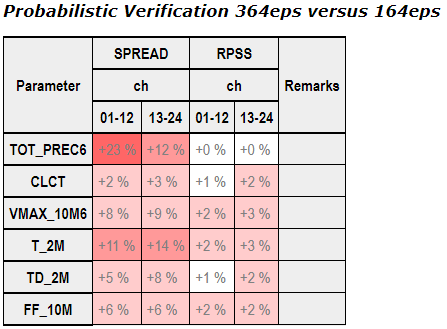 Probabilistic Verification 364eps versus 164eps
Parameter SPREAD RPSS Remarks
ch ch
01-12 13-24 01-12 13-24
TOT_PREC6 +23 % +12 % +0 % +0 %
CLCT +2 % +3 % +1 % +2 %
VMAX_10M6 +8 % +9 % +2 % +3 %
T_2M +11 % +14 % +2 % +3 %
TD_2M +5 % +8 % +1 % +2 %
FF_10M +6 % +6 % +2 % +2 %